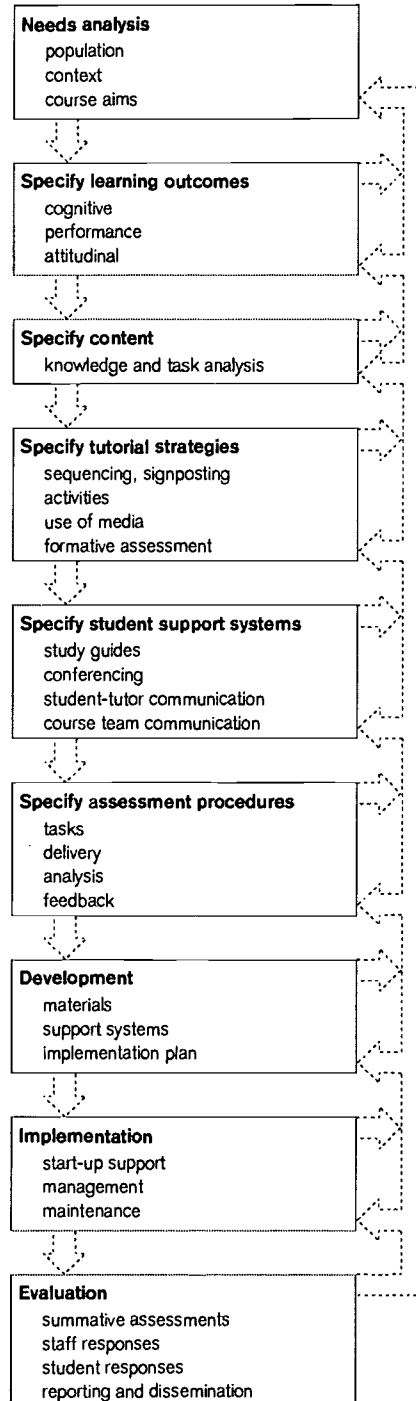 Needs analysis
population
context
course aims
Specify learning outcomes
cognitive
performance
attitudinal
Specify content
knowledge and task analysis
Specify tutorial strategies
sequencing, signposting
activities
use of media
formative assessment
Specify student support systems
study guides
conferencing
student-tutor communication
course team communication
Specify assessment procedures
tasks
delivery
analysis
feedback
Development
materials
support systems
implementation plan
Implementation
start-up support
management
maintenance
Evaluation
summative assessments
staff responses
student responses
reporting and dissemination